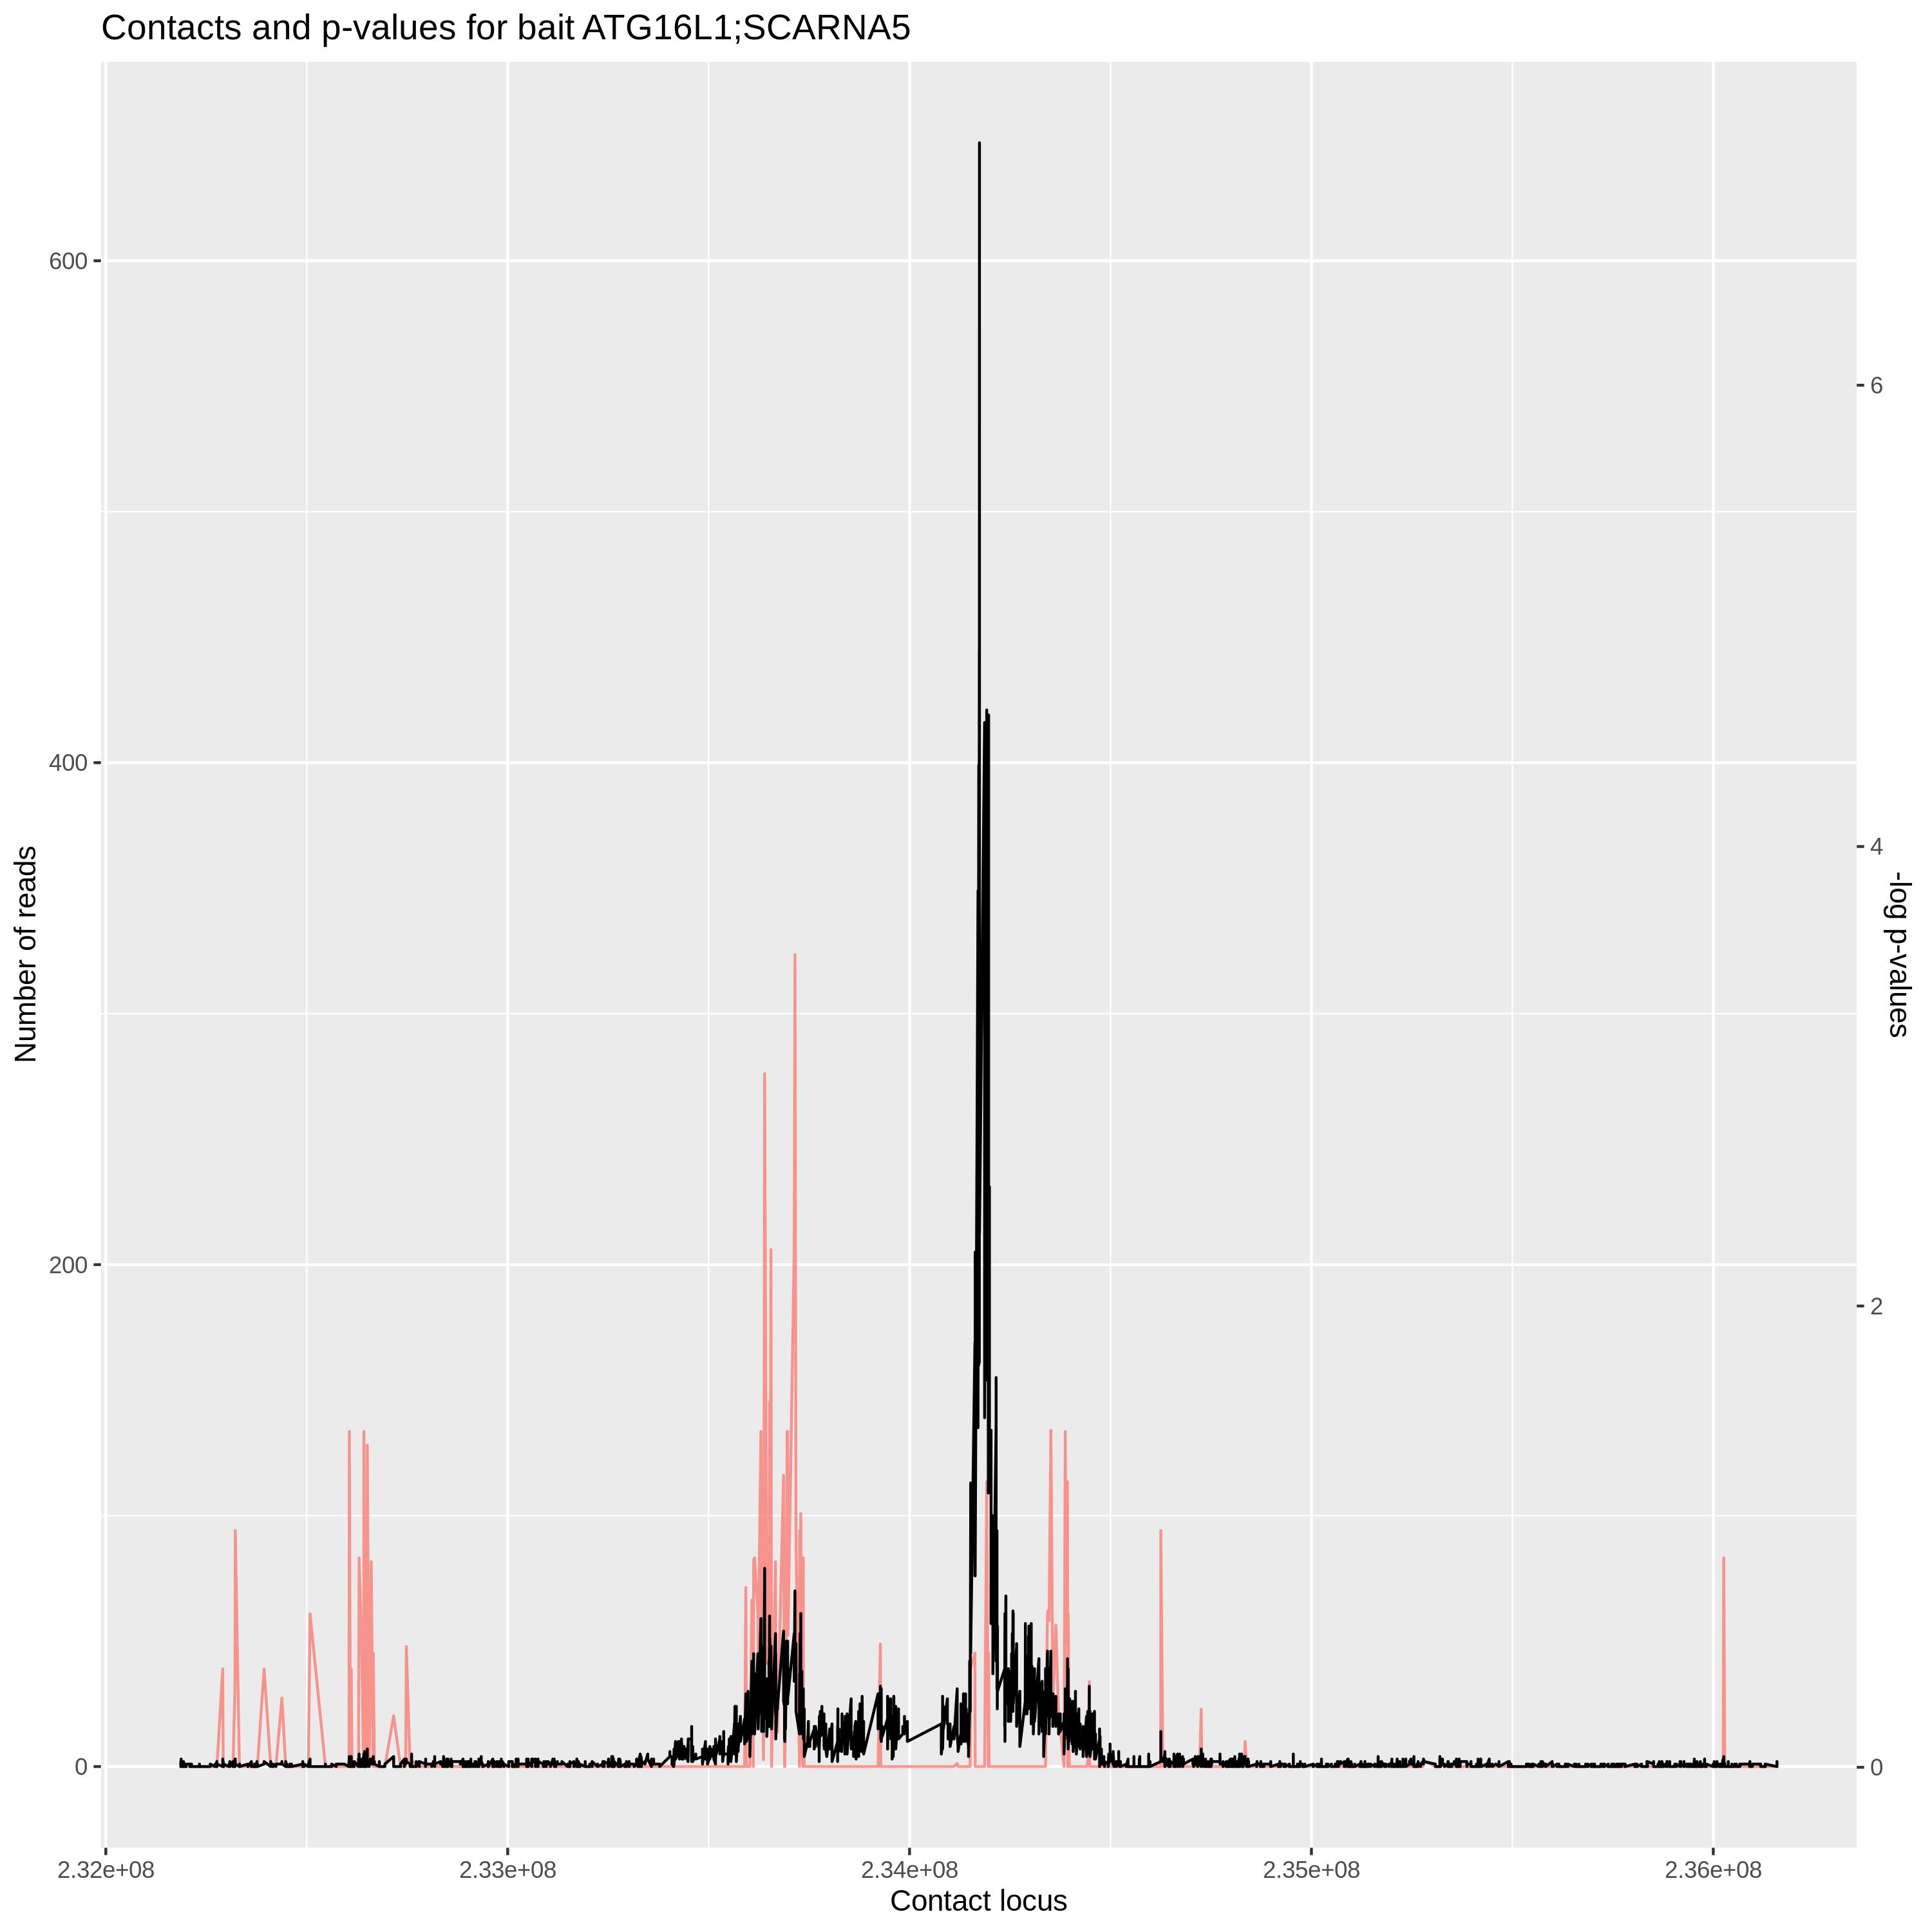 Contacts and p-values for bait ATG16L1;SCARNA5
600
400
200
0
Number of reads
6
4
2
0
-log p-values
2.32e+08 2.33e+08 2.34e+08 2.35e+08 2.36e+08
Contact locus